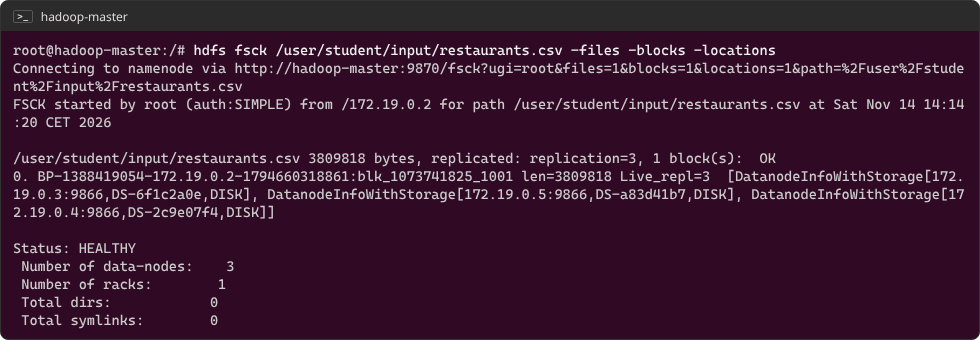 hadoop-master
root@hadoop-master:/# hdfs fsck /user/student/input/restaurants.csv -files -blocks -locations
Connecting to namenode via http://hadoop-master:9870/fsck?ugi=root&files=1&blocks=1&locations=1&path=%2Fuser%2Fstude
nt%2Finput%2Frestaurants.csv
FSCK started by root (auth:SIMPLE) from /172.19.0.2 for path /user/student/input/restaurants.csv at Sat Nov 14 14:14
:20 CET 2026

/user/student/input/restaurants.csv 3809818 bytes, replicated: replication=3, 1 block(s):  OK
0. BP-1388419054-172.19.0.2-1794660318861:blk_1073741825_1001 len=3809818 Live_repl=3  [DatanodeInfoWithStorage[172.
19.0.3:9866,DS-6f1c2a0e,DISK], DatanodeInfoWithStorage[172.19.0.5:9866,DS-a83d41b7,DISK], DatanodeInfoWithStorage[17
2.19.0.4:9866,DS-2c9e07f4,DISK]]

Status: HEALTHY
 Number of data-nodes:    3
 Number of racks:         1
 Total dirs:            0
 Total symlinks:        0